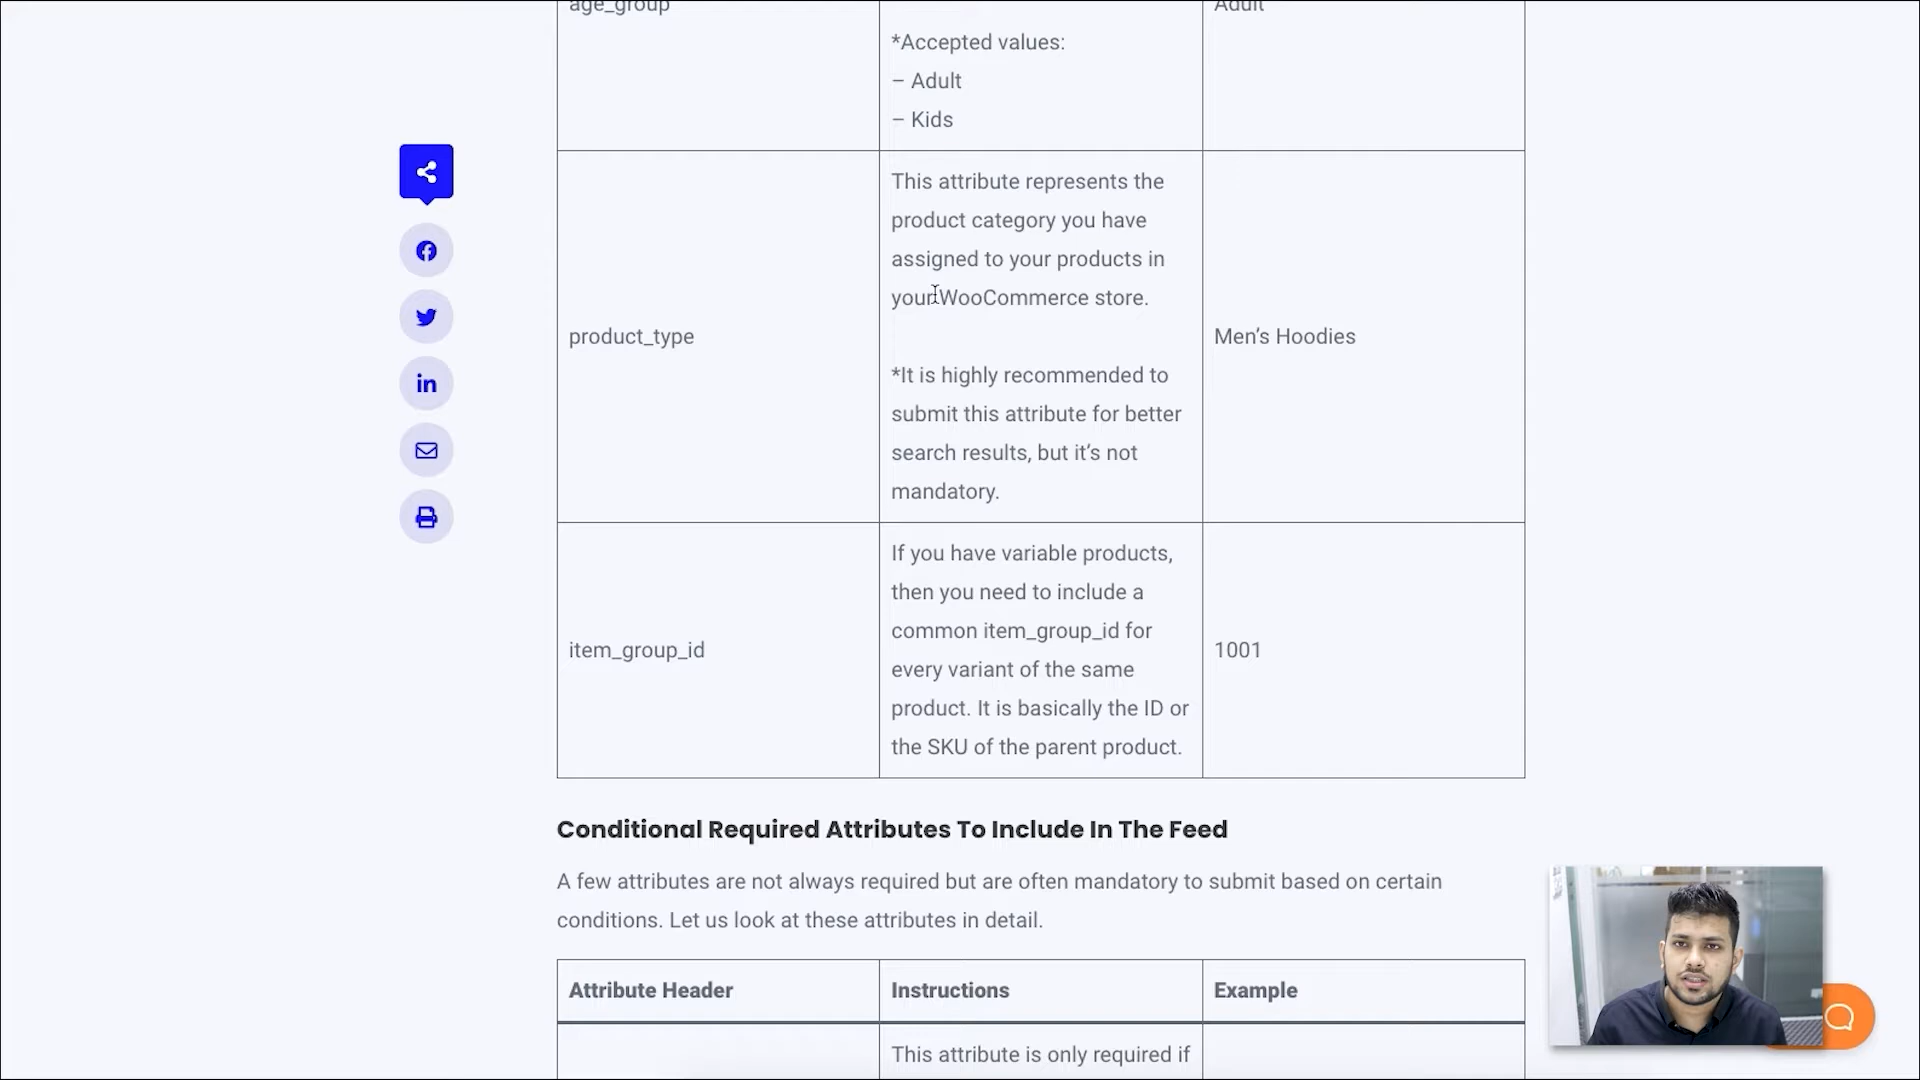 age_group
Adult
*Accepted values:
– Adult
– Kids
This attribute represents the
product category you have
assigned to your products in
your WooCommerce store.
product_type
Men’s Hoodies
*It is highly recommended to
submit this attribute for better
search results, but it’s not
mandatory.
If you have variable products,
then you need to include a
common item_group_id for
item_group_id
1001
every variant of the same
product. It is basically the ID or
the SKU of the parent product.
Conditional Required Attributes To Include In The Feed
A few attributes are not always required but are often mandatory to submit based on certain
conditions. Let us look at these attributes in detail.
Attribute Header
Instructions
Example
This attribute is only required if